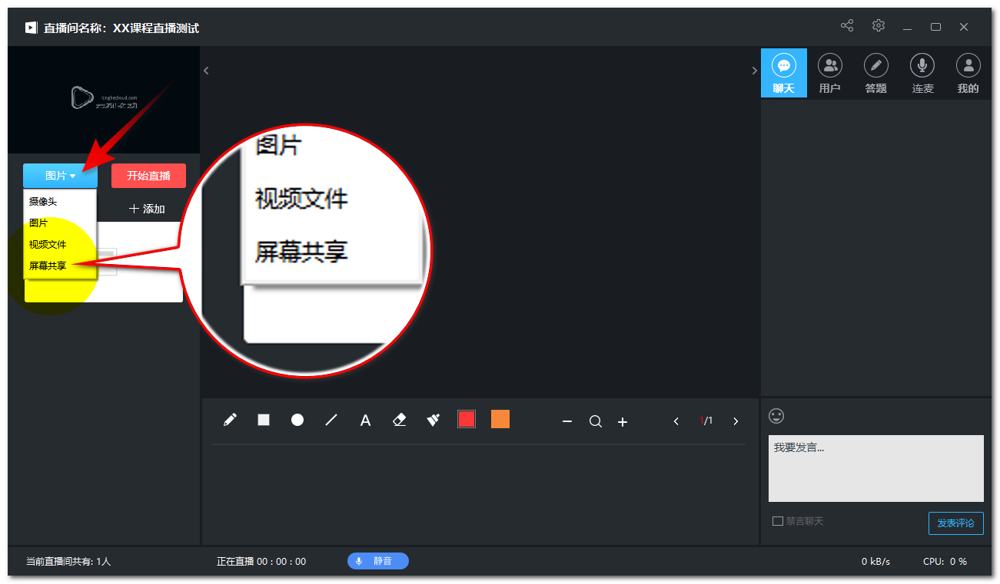 直播间名称：XX课程直播测试
聊天
用户
答题
连麦
我的
图片
开始直播
摄像头
图片
视频文件
屏幕共享
添加
图片
视频文件
屏幕共享
A
1/1
我要发言...
禁言聊天
发表评论
当前直播间共有: 1人
正在直播 00 : 00 : 00
静音
0 kB/s
CPU: 0 %